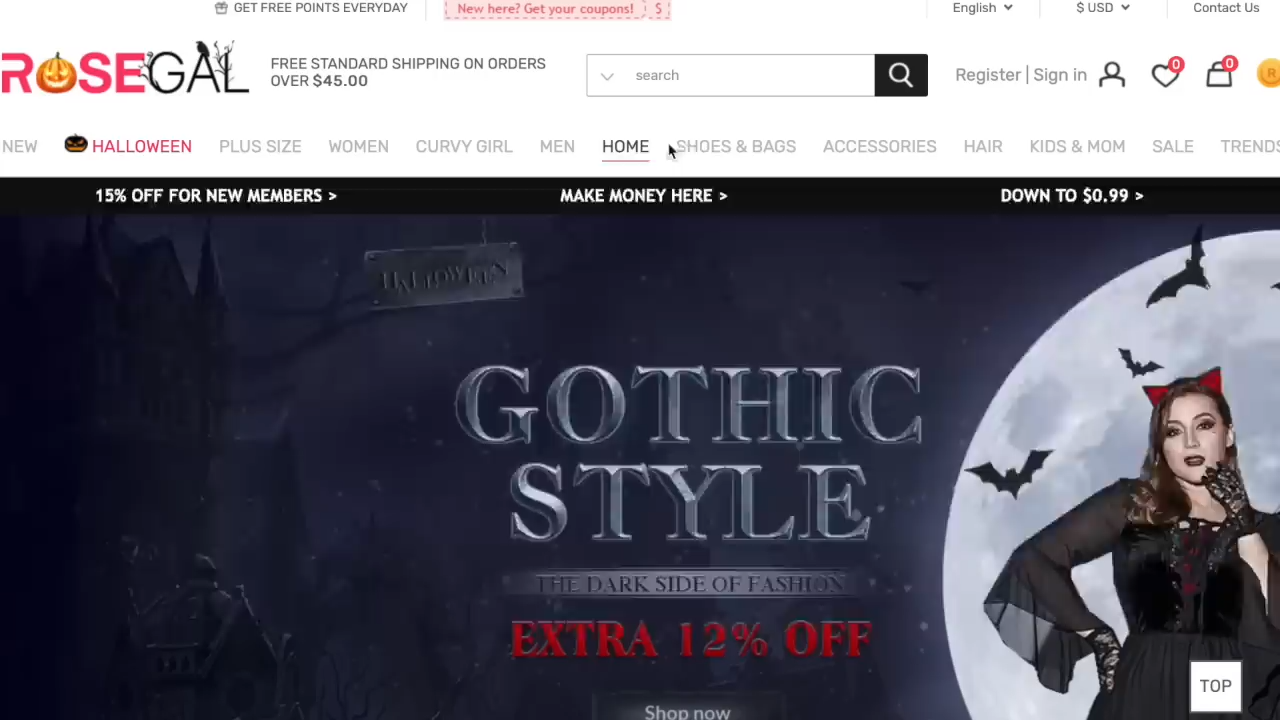 GET FREE POINTS EVERYDAY
New here? Get your coupons! $
English
$ USD
Contact Us
ROSEGAL
FREE STANDARD SHIPPING ON ORDERS
OVER $45.00
search
Register | Sign in
0
0
R
NEW
HALLOWEEN
PLUS SIZE
WOMEN
CURVY GIRL
MEN
HOME
SHOES & BAGS
ACCESSORIES
HAIR
KIDS & MOM
SALE
TRENDS
15% OFF FOR NEW MEMBERS >
MAKE MONEY HERE >
DOWN TO $0.99 >
HALLOWEEN
GOTHIC
STYLE
THE DARK SIDE OF FASHION
EXTRA 12% OFF
Shop now
TOP